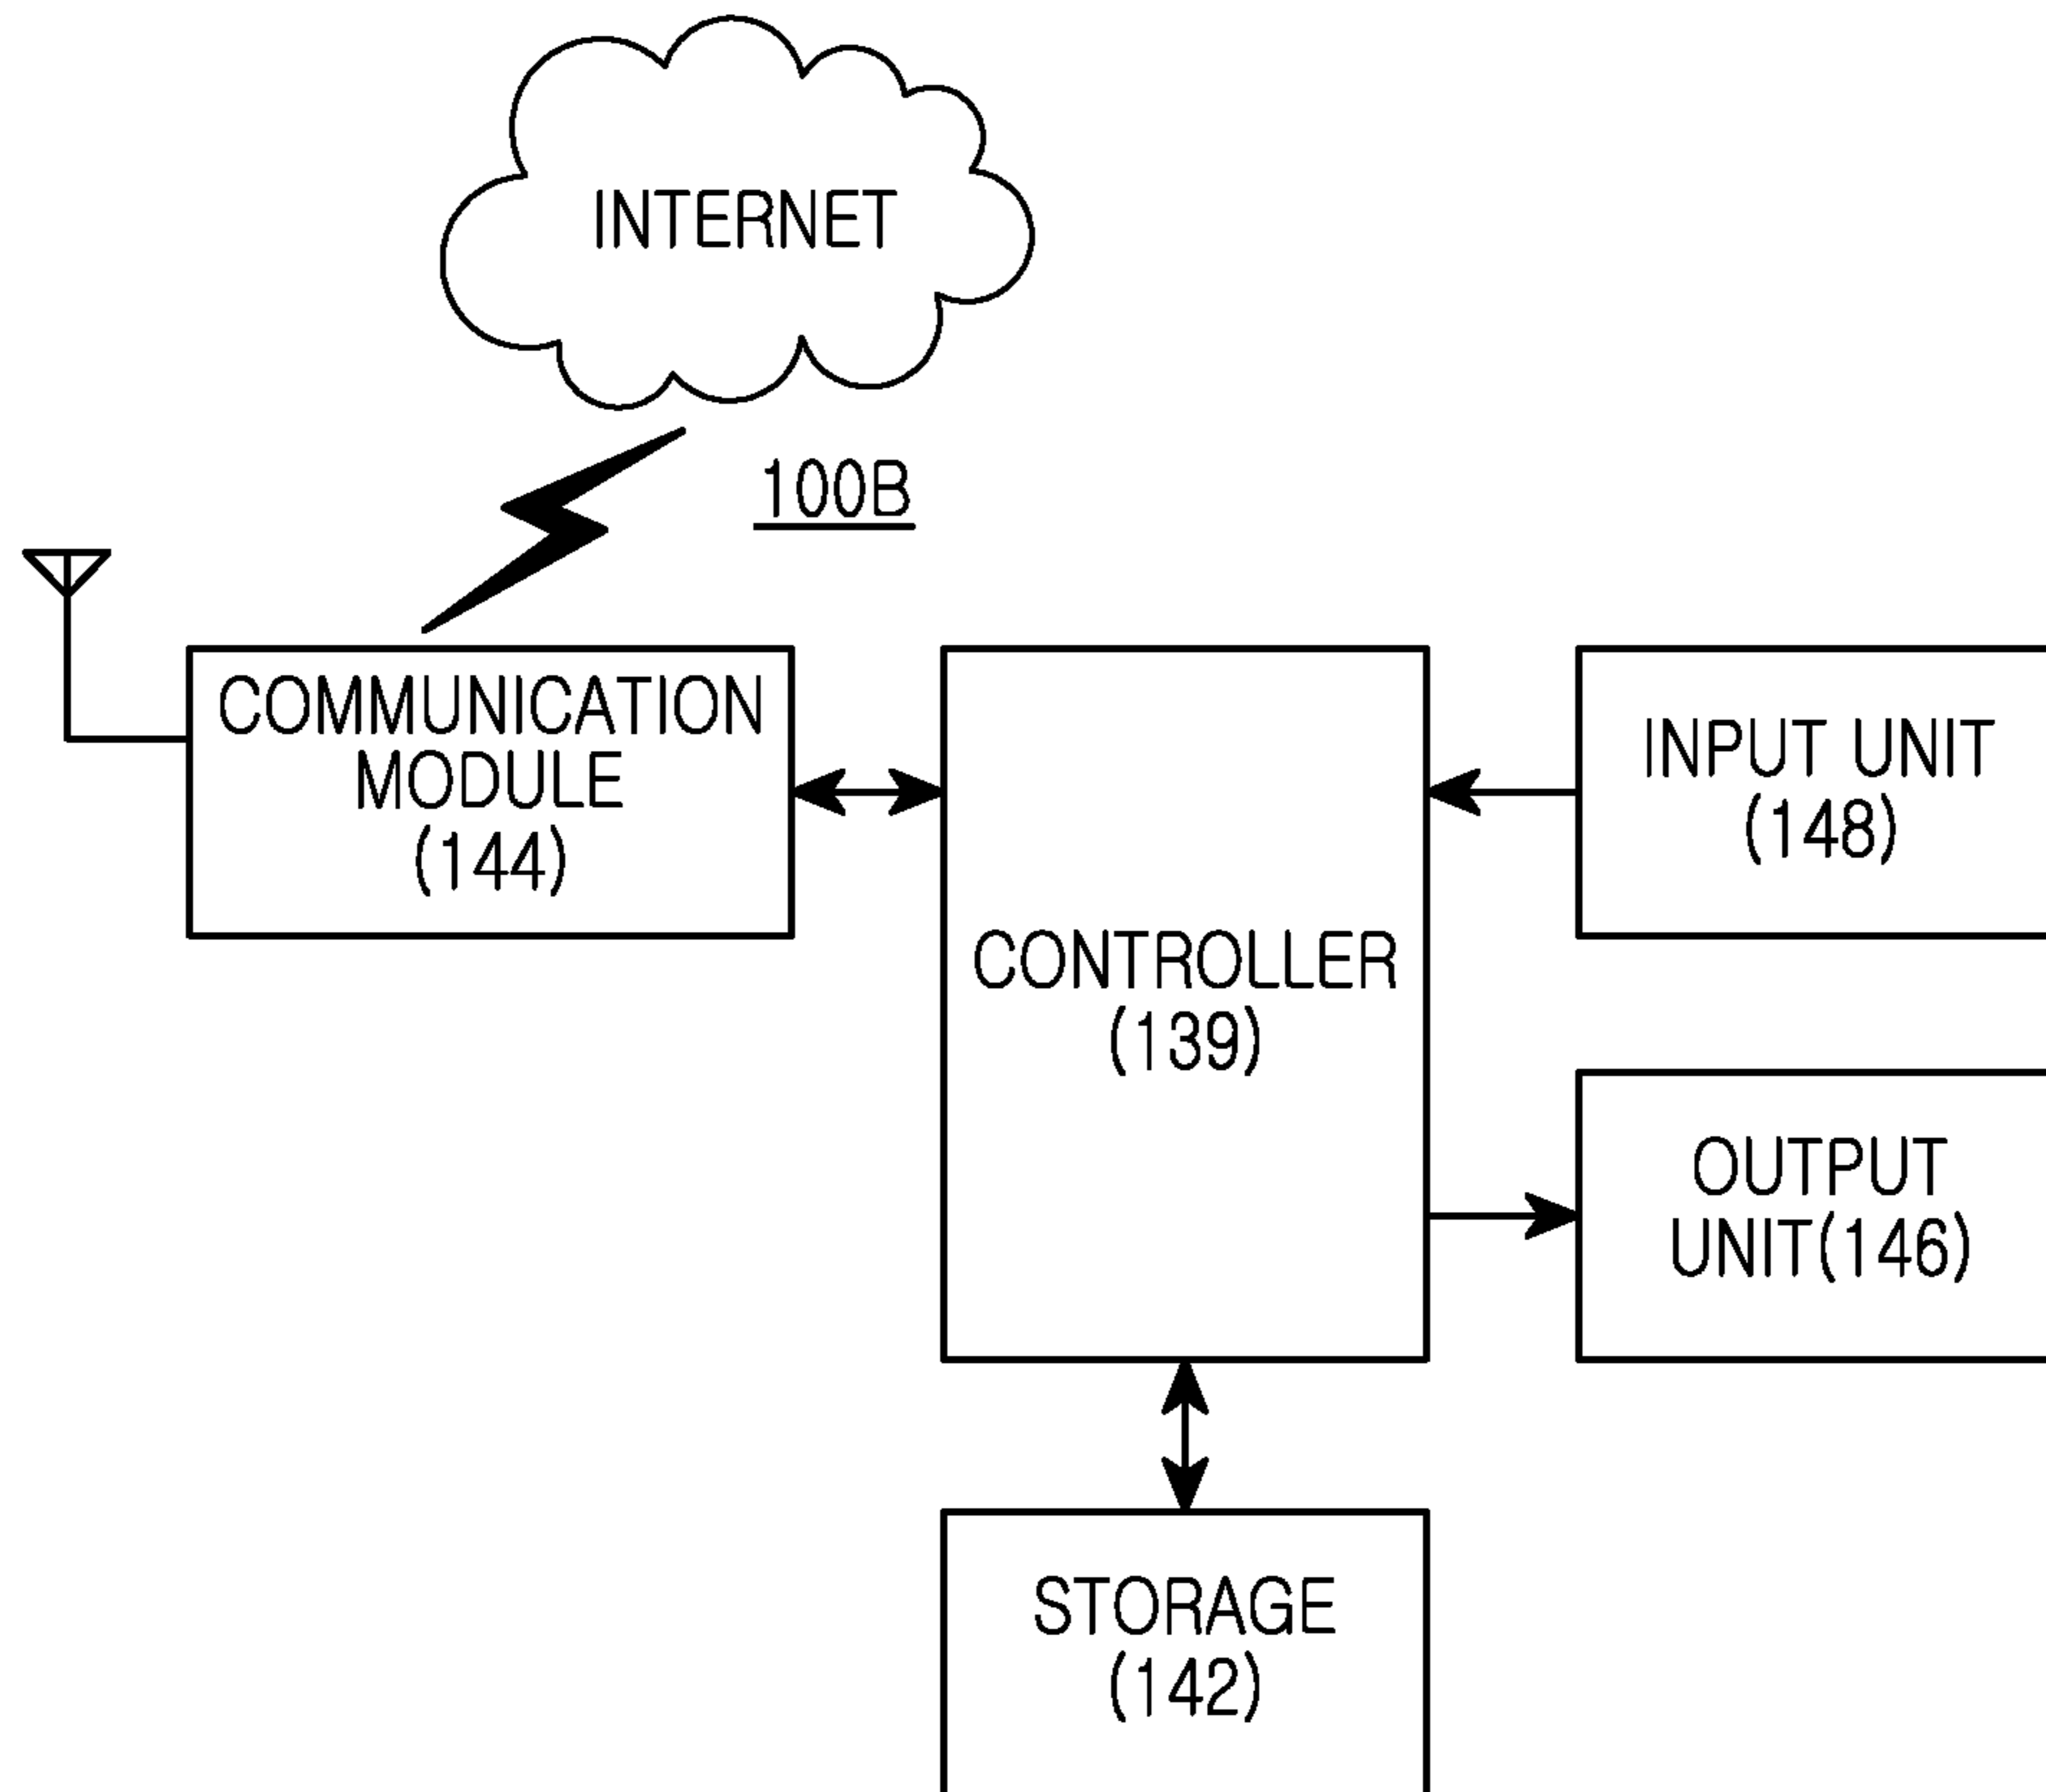 INTERNET
100B
COMMUNICATION
MODULE
(144)
CONTROLLER
(139)
INPUT UNIT
(148)
OUTPUT
UNIT(146)
STORAGE
(142)